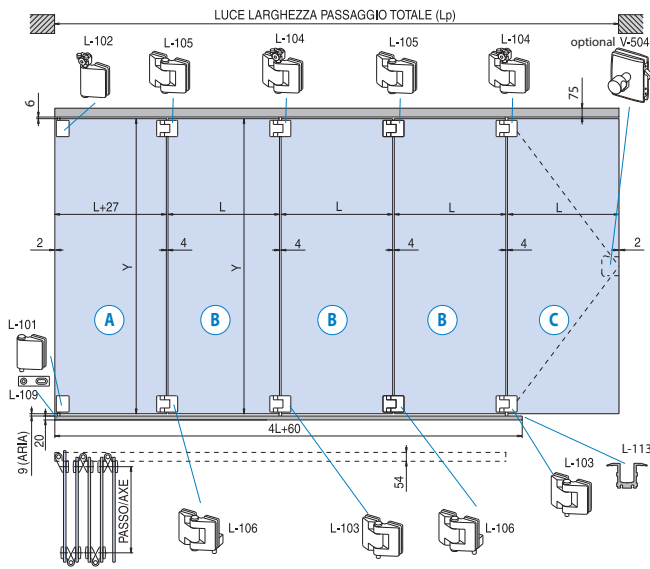 LUCE LARGHEZZA PASSAGGIO TOTALE (Lp)
L-102
L-105
L-104
L-105
L-104
optional V-504
6
75
L+27
L
L
L
L
2
4
4
4
4
2
Y
Y
A
B
B
B
C
L-101
L-109
9 (ARIA)
20
4L+60
L-113
PASSO/AXE
54
L-103
L-106
L-103
L-106